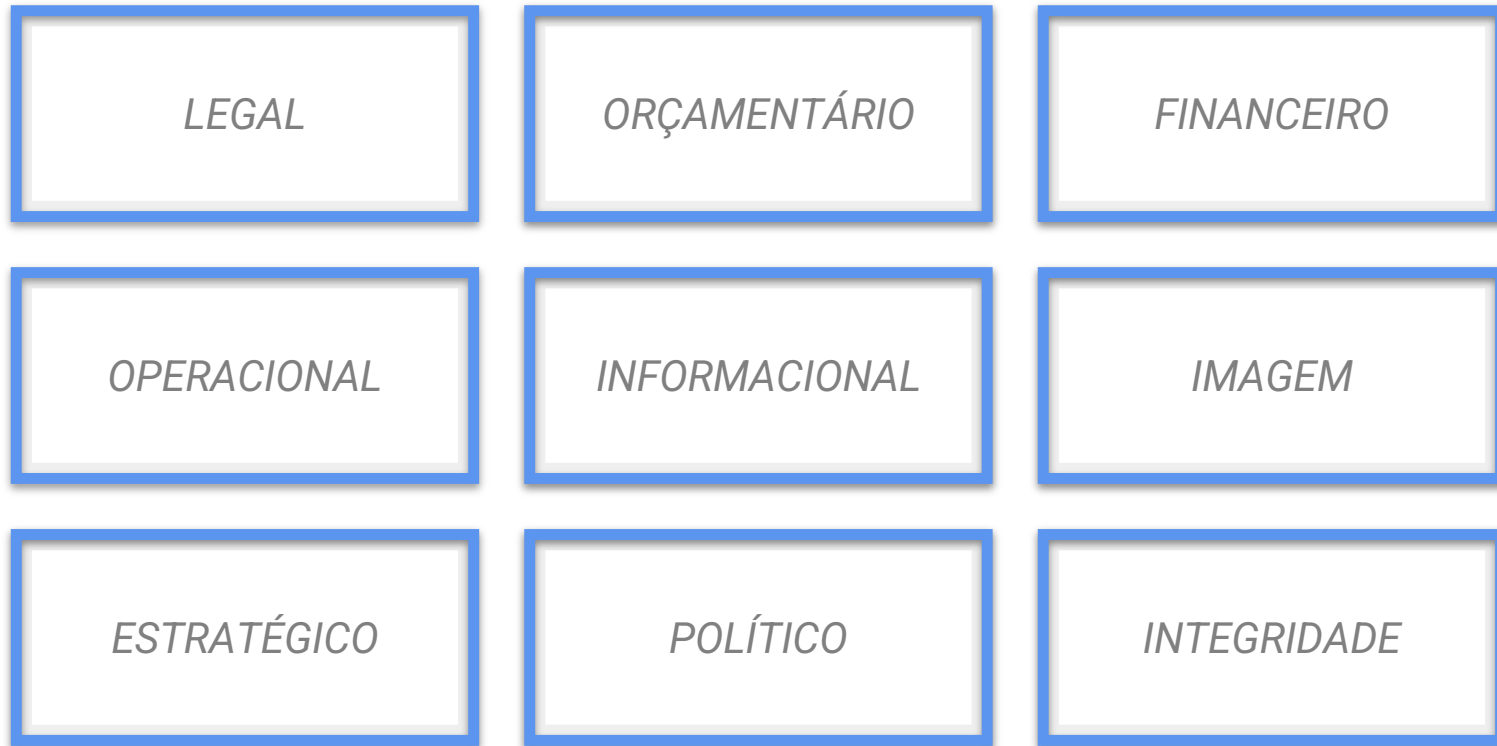 LEGAL
ORÇAMENTÁRIO
FINANCEIRO
OPERACIONAL
INFORMACIONAL
IMAGEM
ESTRATÉGICO
POLÍTICO
INTEGRIDADE